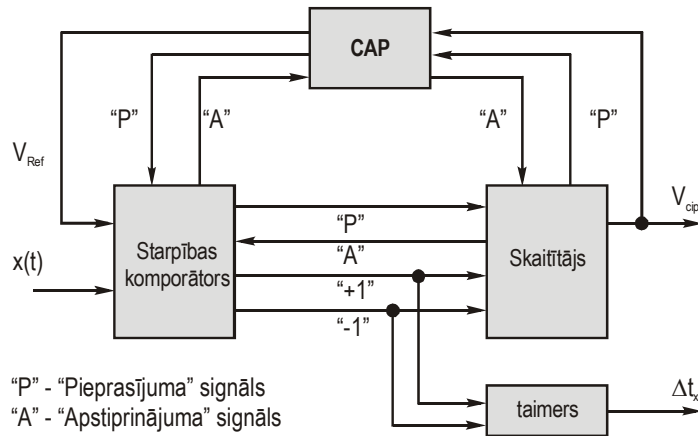 CAP
"P"
"A"
"A"
"P"
V_Ref
"P"
V_cip
Starpības
komporātors
"A"
Skaitītājs
x(t)
"+1"
"-1"
"P" - "Pieprasījuma" signāls
"A" - "Apstiprinājuma" signāls
taimers
Δt_x